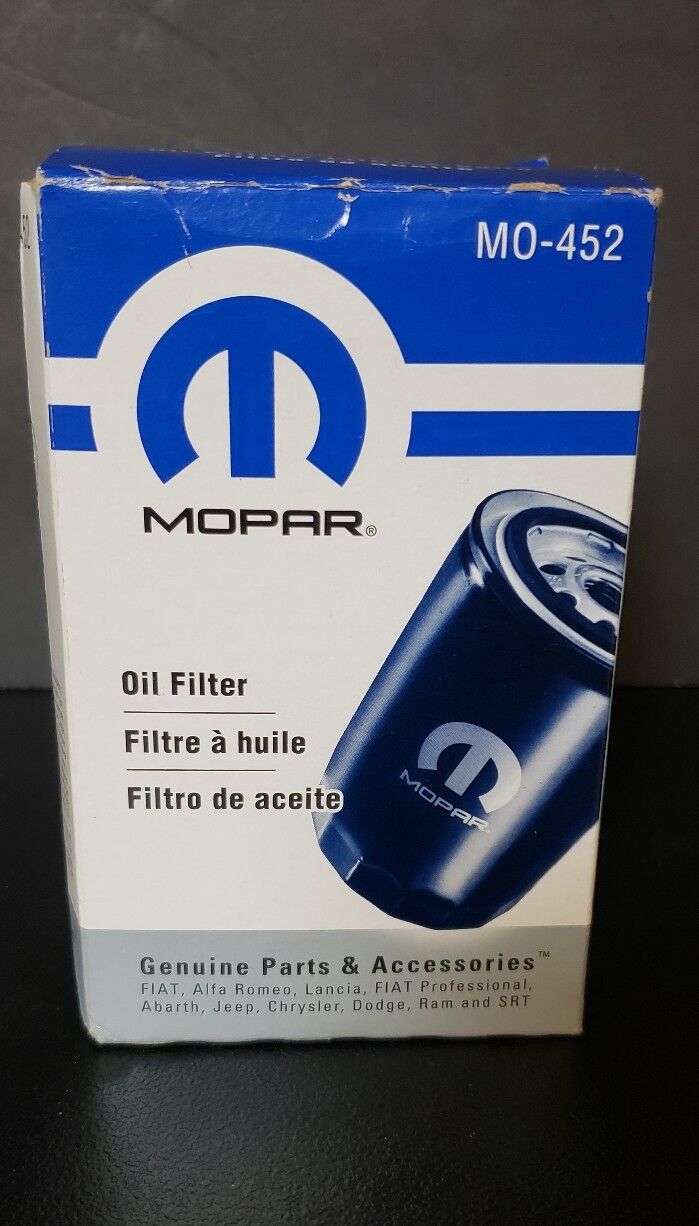 MO-452
MOPAR®
Oil Filter
Filtre à huile
Filtro de aceite
MOPAR
Genuine Parts & Accessories™
FIAT, Alfa Romeo, Lancia, FIAT Professional,
Abarth, Jeep, Chrysler, Dodge, Ram and SRT